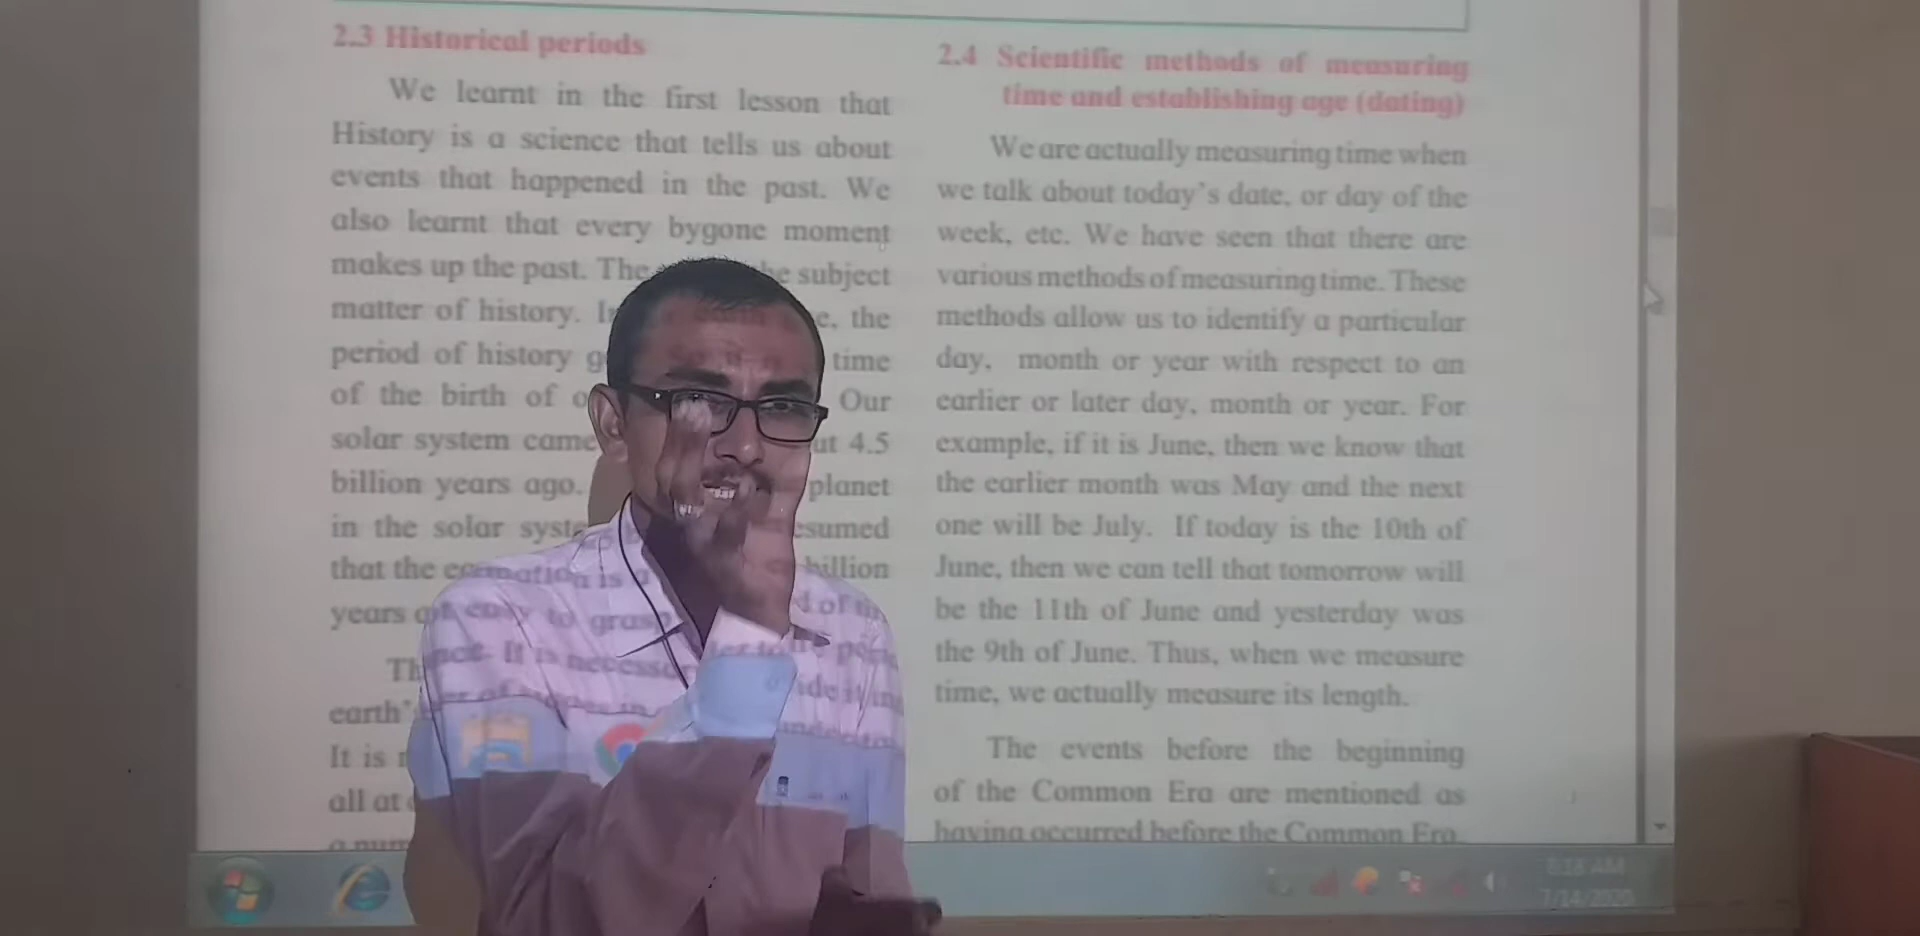 2.3 Historical periods
We learnt in the first lesson that
History is a science that tells us about
events that happened in the past. We
also learnt that every bygone moment
makes up the past. The subject
matter of history. the
period of history time
of the birth of Our
solar system came 4.5
billion years ago. planet
in the solar
that the billion
years
earth's
It is
all at
2.4 Scientific methods of measuring
time and establishing age (dating)
We are actually measuring time when
we talk about today's date, or day of the
week, etc. We have seen that there are
various methods of measuring time. These
methods allow us to identify a particular
day, month or year with respect to an
earlier or later day, month or year. For
example, if it is June, then we know that
the earlier month was May and the next
one will be July. If today is the 10th of
June, then we can tell that tomorrow will
be the 11th of June and yesterday was
the 9th of June. Thus, when we measure
time, we actually measure its length.
The events before the beginning
of the Common Era are mentioned as
having occurred before the Common Era.
8:18 AM
7/14/2020